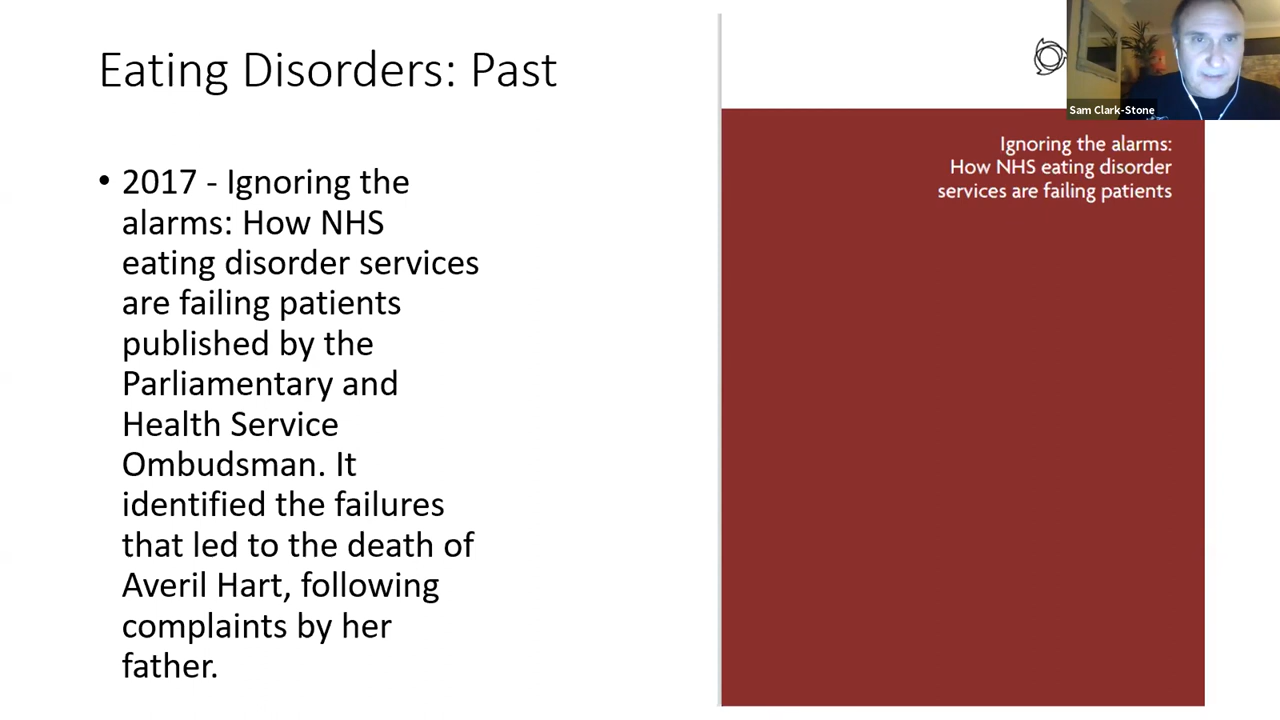 Eating Disorders: Past
• 2017 - Ignoring the
alarms: How NHS
eating disorder services
are failing patients
published by the
Parliamentary and
Health Service
Ombudsman. It
identified the failures
that led to the death of
Averil Hart, following
complaints by her
father.
Sam Clark-Stone
Ignoring the alarms:
How NHS eating disorder
services are failing patients